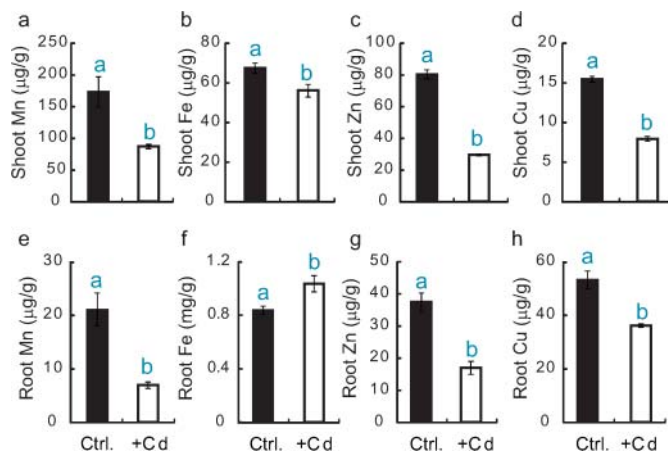 a
b
c
d
Shoot Mn (µg/g)
250
200
150
100
50
0
a
b
Shoot Fe (µg/g)
80
60
40
20
0
a
b
Shoot Zn (µg/g)
100
80
60
40
20
0
a
b
Shoot Cu (µg/g)
20
15
10
5
0
a
b
e
f
g
h
Root Mn (µg/g)
30
20
10
0
a
b
Root Fe (mg/g)
1.2
0.8
0.4
0
a
b
Root Zn (µg/g)
50
40
30
20
10
0
a
b
Root Cu (µg/g)
60
40
20
0
a
b
Ctrl. +Cd
Ctrl. +Cd
Ctrl. +Cd
Ctrl. +Cd